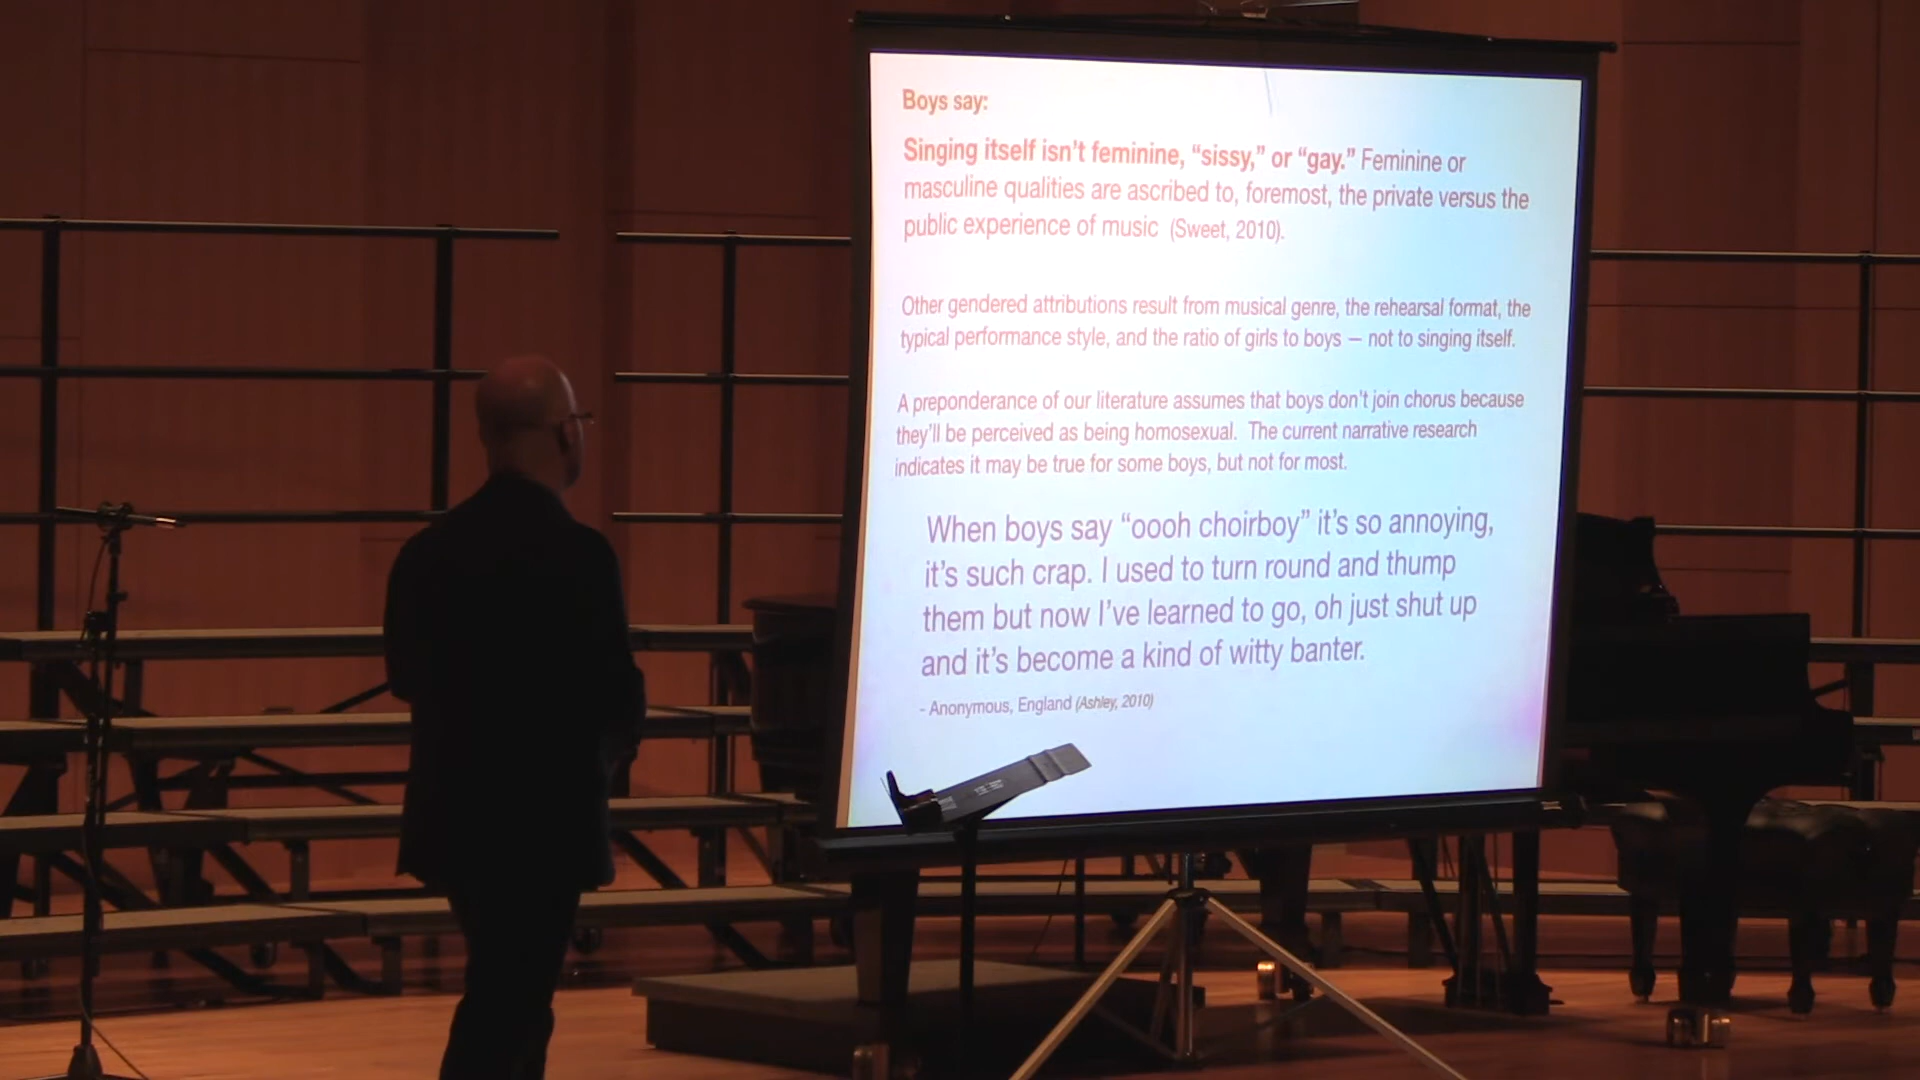 Boys say:
Singing itself isn't feminine, “sissy,” or “gay.” Feminine or
masculine qualities are ascribed to, foremost, the private versus the
public experience of music (Sweet, 2010).
Other gendered attributions result from musical genre, the rehearsal format, the
typical performance style, and the ratio of girls to boys – not to singing itself.
A preponderance of our literature assumes that boys don't join chorus because
they'll be perceived as being homosexual. The current narrative research
indicates it may be true for some boys, but not for most.
When boys say “oooh choirboy” it's so annoying,
it's such crap. I used to turn round and thump
them but now I've learned to go, oh just shut up
and it's become a kind of witty banter.
- Anonymous, England (Ashley, 2010)